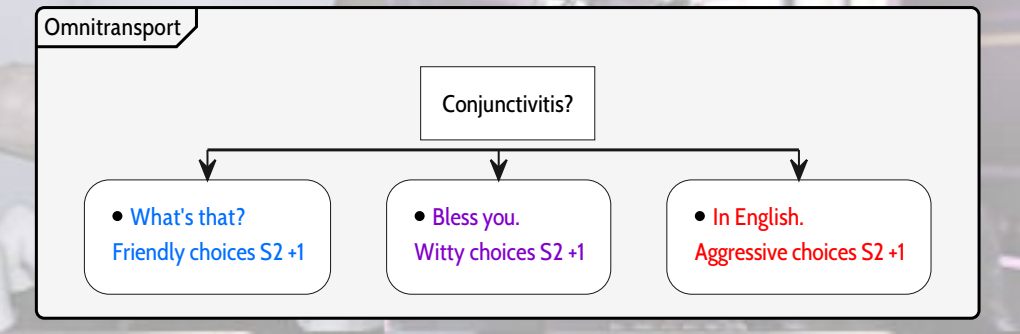 Omnitransport
Conjunctivitis?
• What's that?
Friendly choices S2 +1
• Bless you.
Witty choices S2 +1
• In English.
Aggressive choices S2 +1